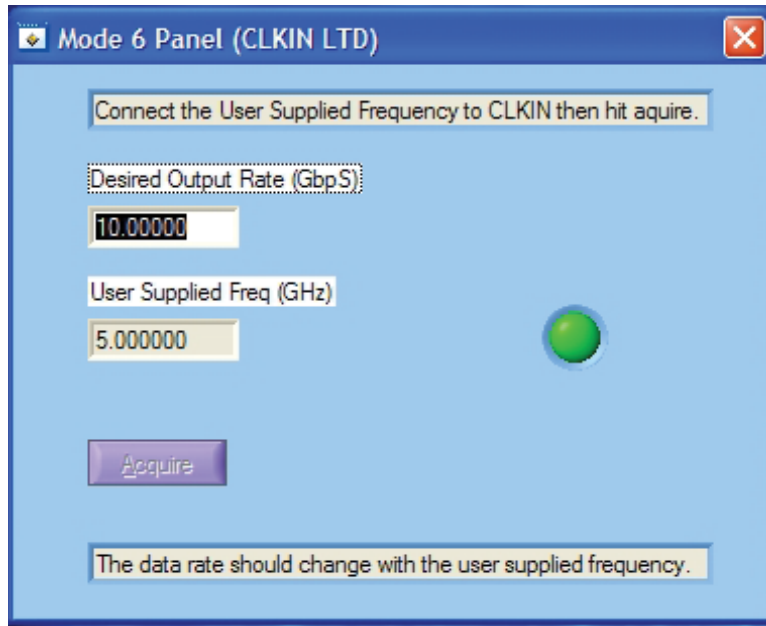 Mode 6 Panel (CLKIN LTD)
Connect the User Supplied Frequency to CLKIN then hit aquire.
Desired Output Rate (GbpS)
10.00000
User Supplied Freq (GHz)
5.000000
Acquire
The data rate should change with the user supplied frequency.